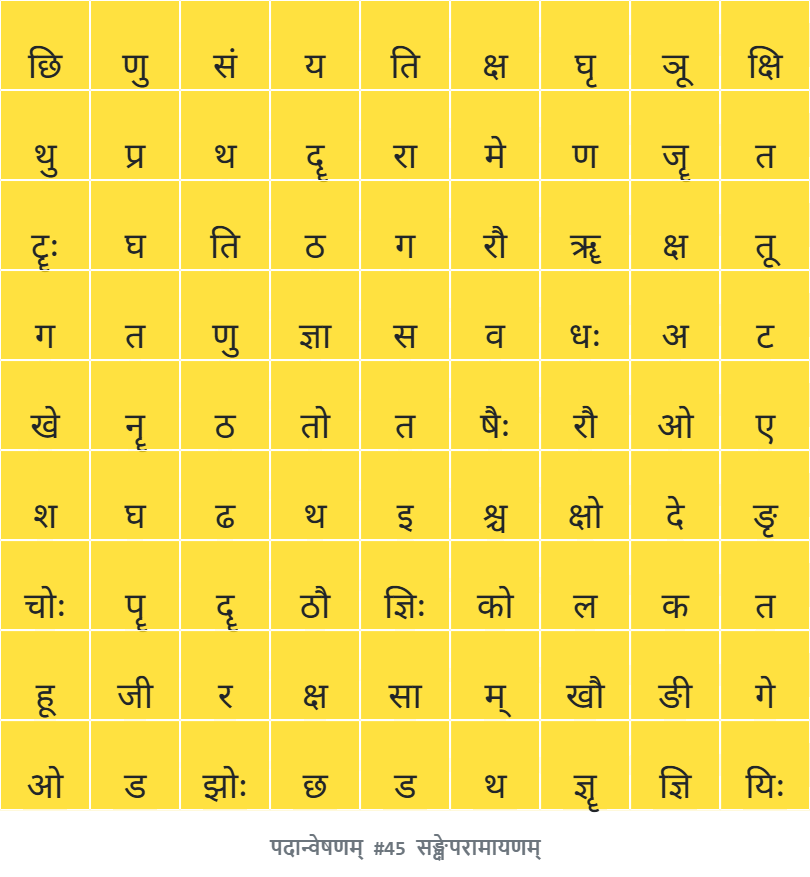 छि णु सं य ति क्ष घृ ञू क्षि
थु प्र थ दॄ रा मे ण जॄ त
टॄः घ ति ठ ग रौ ॠ क्ष तू
ग त णु ज्ञा स व धः अ ट
खे नॄ ठ तो त षैः रौ ओ ए
श घ ढ थ इ श्च क्षो दे ङृ
चोः पॄ दॄ ठौ ज्ञिः को ल क त
हू जी र क्ष सा म् खौ ङी गे
ओ ड झोः छ ड थ ज्ञॄ ज्ञि यिः
पदान्वेषणम् #45 सङ्क्षेपरामायणम्